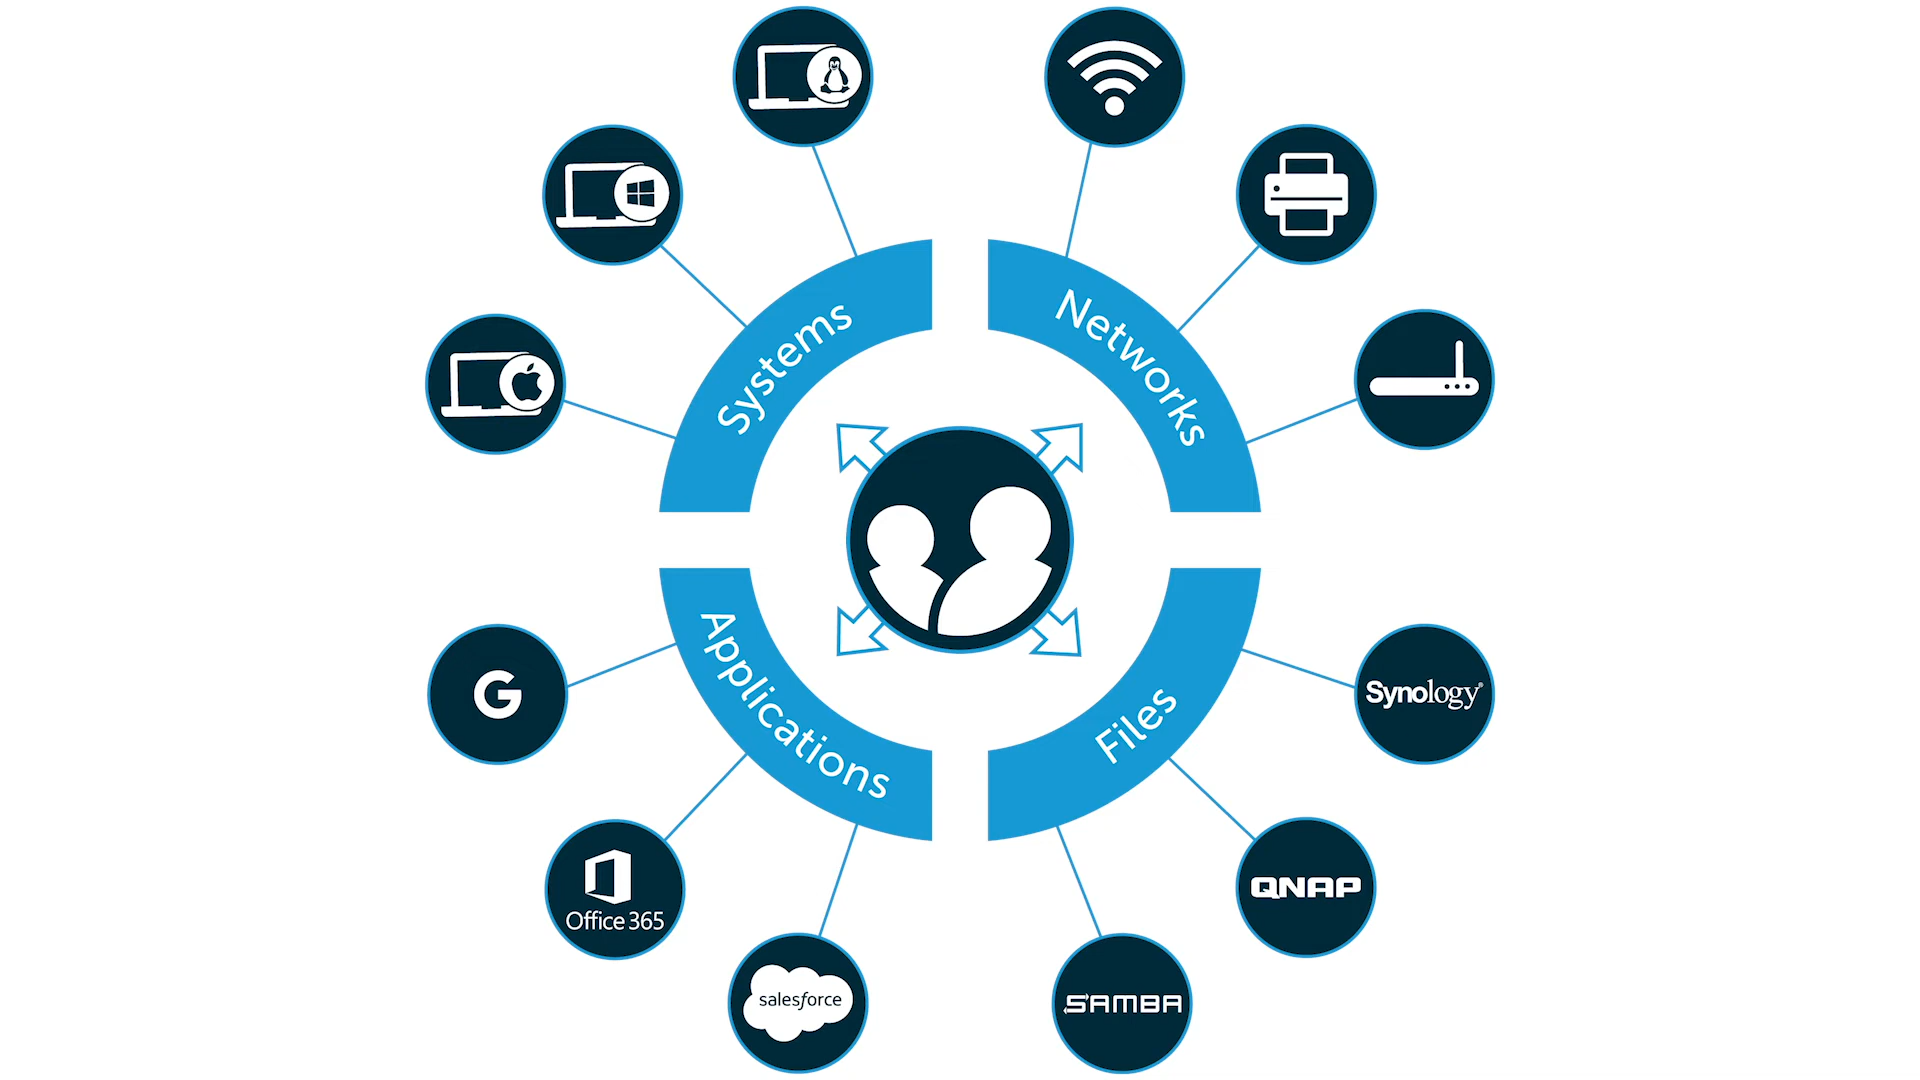 Systems
Networks
Applications
Files
G
Office 365
salesforce
Synology®
QNAP
SAMBA